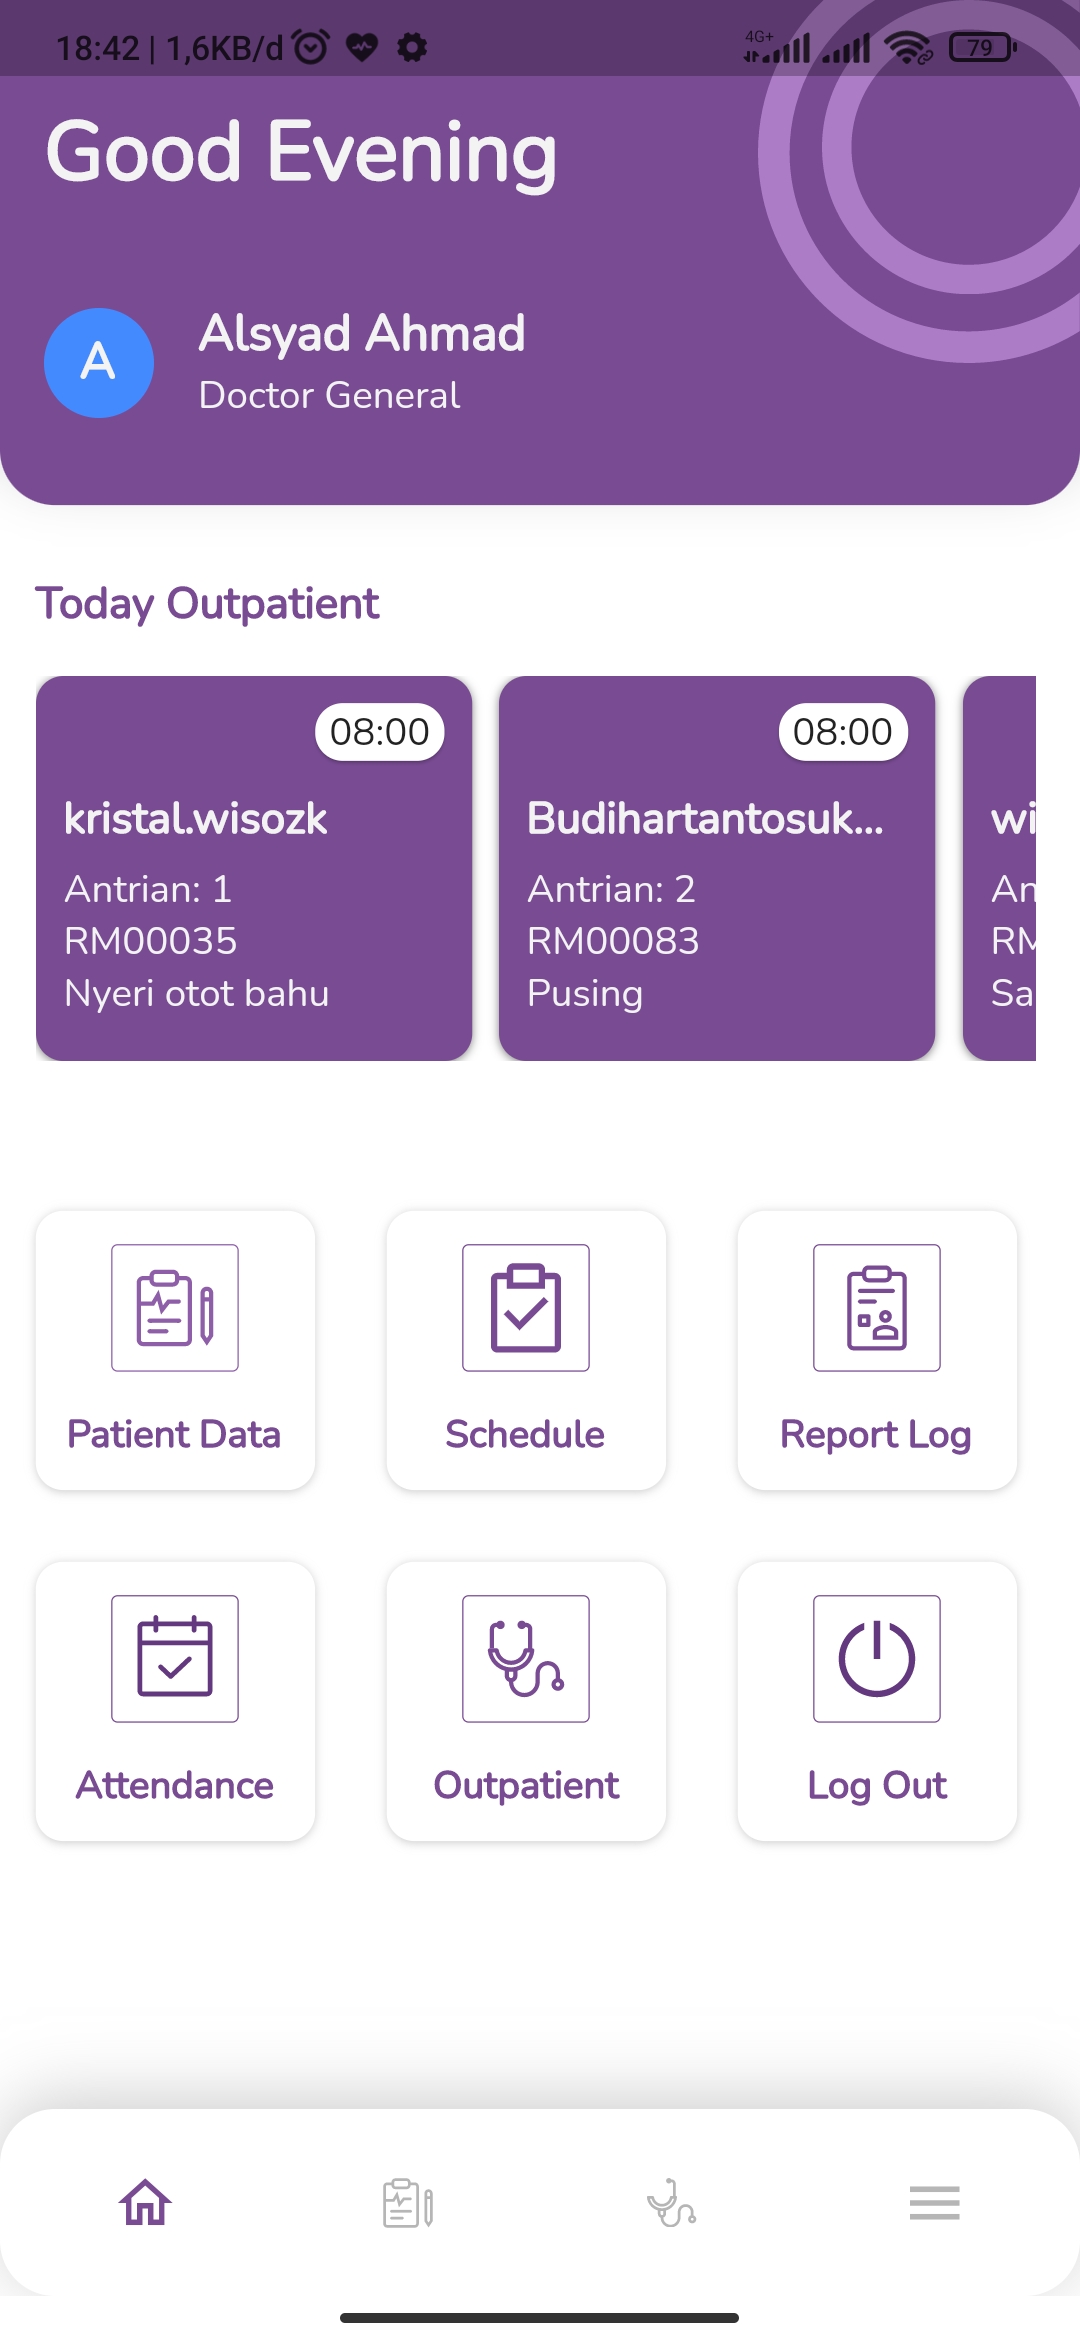 18:42 | 1,6KB/d
4G+
79
Good Evening
A
Alsyad Ahmad
Doctor General
Today Outpatient
08:00
kristal.wisozk
Antrian: 1
RM00035
Nyeri otot bahu
08:00
Budihartantosuk...
Antrian: 2
RM00083
Pusing
wi
An
RM
Sa
Patient Data
Schedule
Report Log
Attendance
Outpatient
Log Out